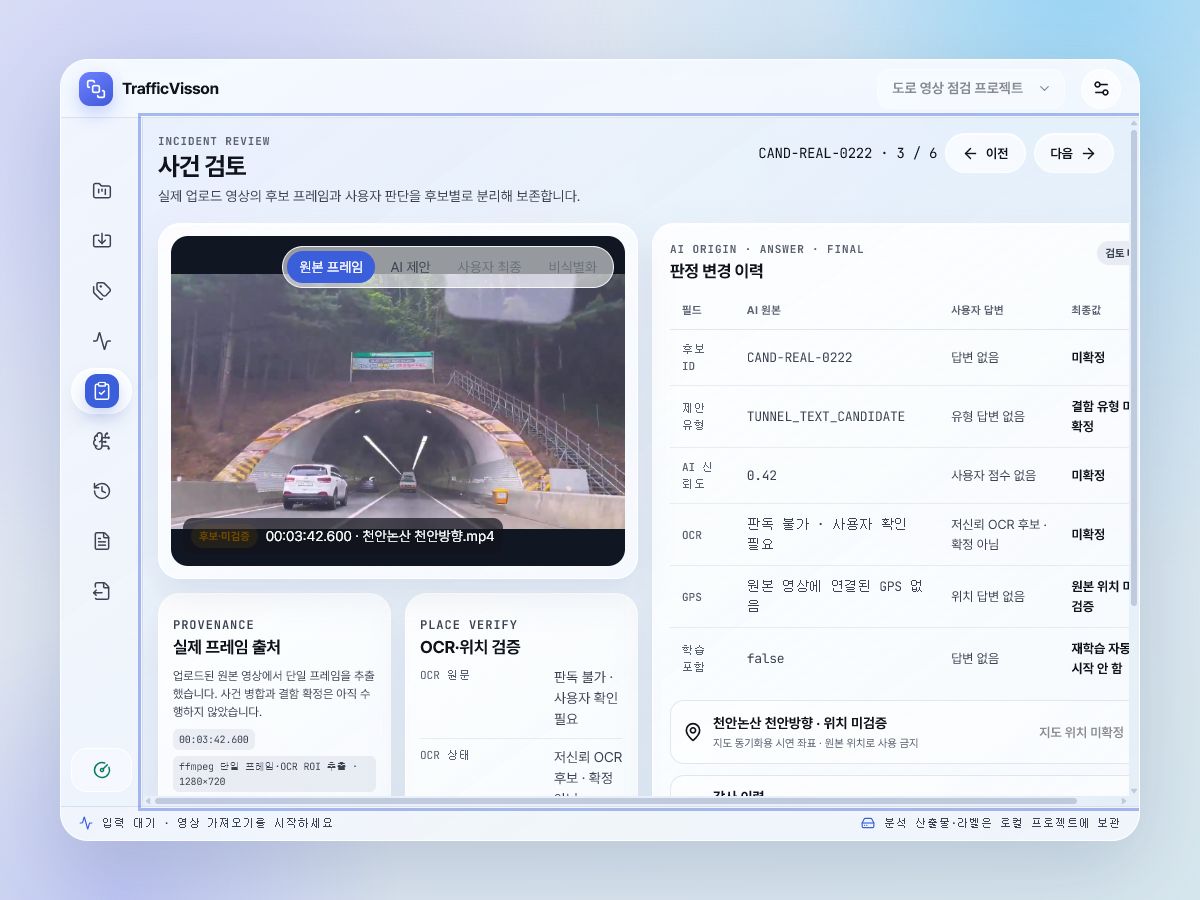 TrafficVisson
도로 영상 점검 프로젝트
INCIDENT REVIEW
사건 검토
실제 업로드 영상의 후보 프레임과 사용자 판단을 후보별로 분리해 보존합니다.
CAND-REAL-0222 · 3 / 6
이전
다음
원본 프레임
AI 제안
사용자 최종
비식별화
후보·미검증
00:03:42.600 · 천안논산 천안방향.mp4
PROVENANCE
실제 프레임 출처
업로드된 원본 영상에서 단일 프레임을 추출
했습니다. 사건 병합과 결함 확정은 아직 수
행하지 않았습니다.
00:03:42.600
ffmpeg 단일 프레임·OCR ROI 추출 ·
1280×720
PLACE VERIFY
OCR·위치 검증
OCR 원문
판독 불가 ·
사용자 확인
필요
OCR 상태
저신뢰 OCR
후보 · 확정
AI ORIGIN · ANSWER · FINAL
판정 변경 이력
검토
필드
AI 원본
사용자 답변
최종값
후보
ID
CAND-REAL-0222
답변 없음
미확정
제안
유형
TUNNEL_TEXT_CANDIDATE
유형 답변 없음
결함 유형 미
확정
AI 신
뢰도
0.42
사용자 점수 없음
미확정
OCR
판독 불가 · 사용자 확인
필요
저신뢰 OCR 후보 ·
확정 아님
미확정
GPS
원본 영상에 연결된 GPS 없
음
위치 답변 없음
원본 위치 미
검증
학습
포함
false
답변 없음
재학습 자동
시작 안 함
천안논산 천안방향 · 위치 미검증
지도 동기화용 시연 좌표 · 원본 위치로 사용 금지
지도 위치 미확정
입력 대기 · 영상 가져오기를 시작하세요
분석 산출물·라벨은 로컬 프로젝트에 보관